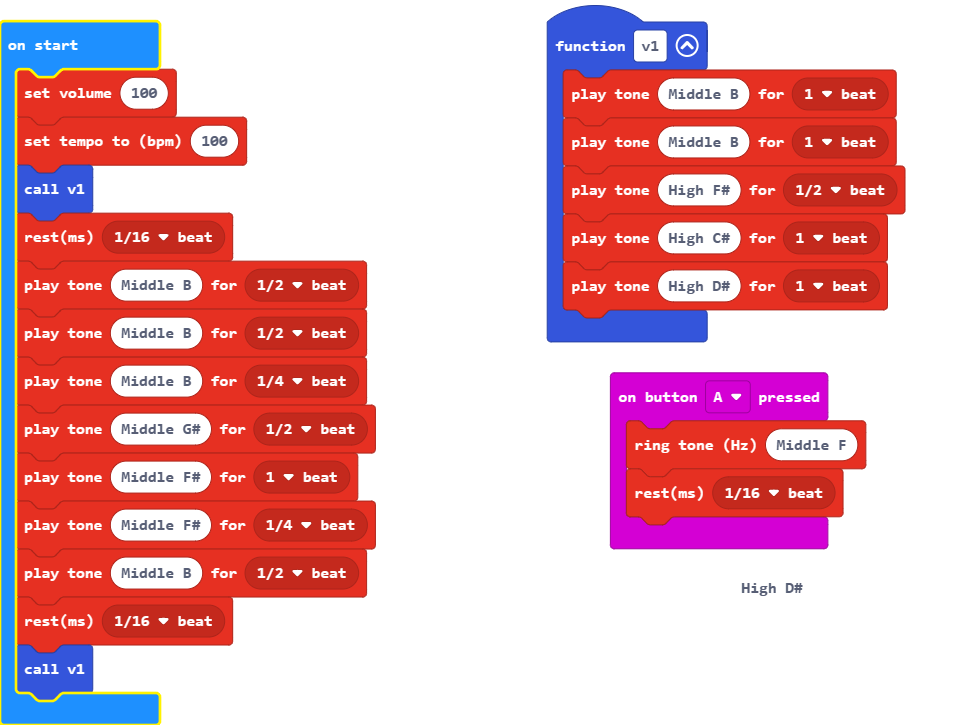 on start
set volume 100
set tempo to (bpm) 100
call v1
rest(ms) 1/16 beat
play tone Middle B for 1/2 beat
play tone Middle B for 1/2 beat
play tone Middle B for 1/4 beat
play tone Middle G# for 1/2 beat
play tone Middle F# for 1 beat
play tone Middle F# for 1/4 beat
play tone Middle B for 1/2 beat
rest(ms) 1/16 beat
call v1
function v1
play tone Middle B for 1 beat
play tone Middle B for 1 beat
play tone High F# for 1/2 beat
play tone High C# for 1 beat
play tone High D# for 1 beat
on button A pressed
ring tone (Hz) Middle F
rest(ms) 1/16 beat
High D#